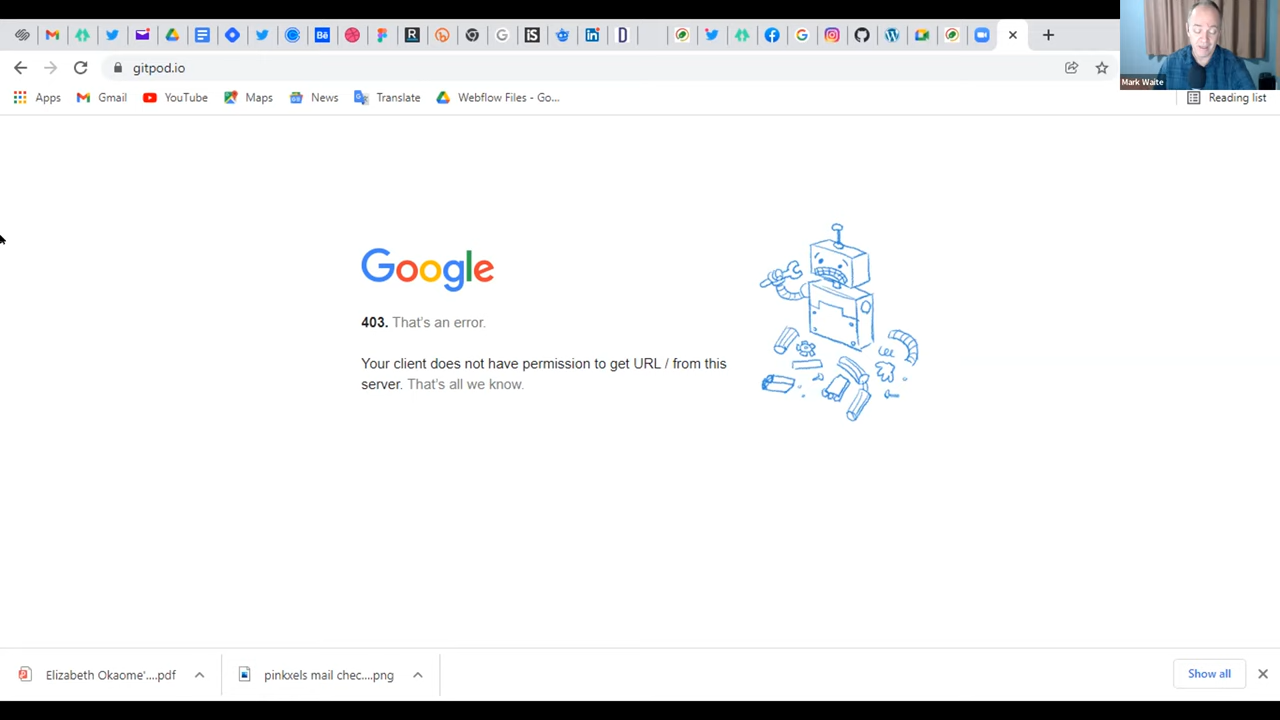 Mark Waite
gitpod.io
Apps Gmail YouTube Maps News Translate Webflow Files - Go... Reading list
Google
403. That's an error.
Your client does not have permission to get URL / from this
server. That's all we know.
Elizabeth Okaome'....pdf pinkxels mail chec....png Show all